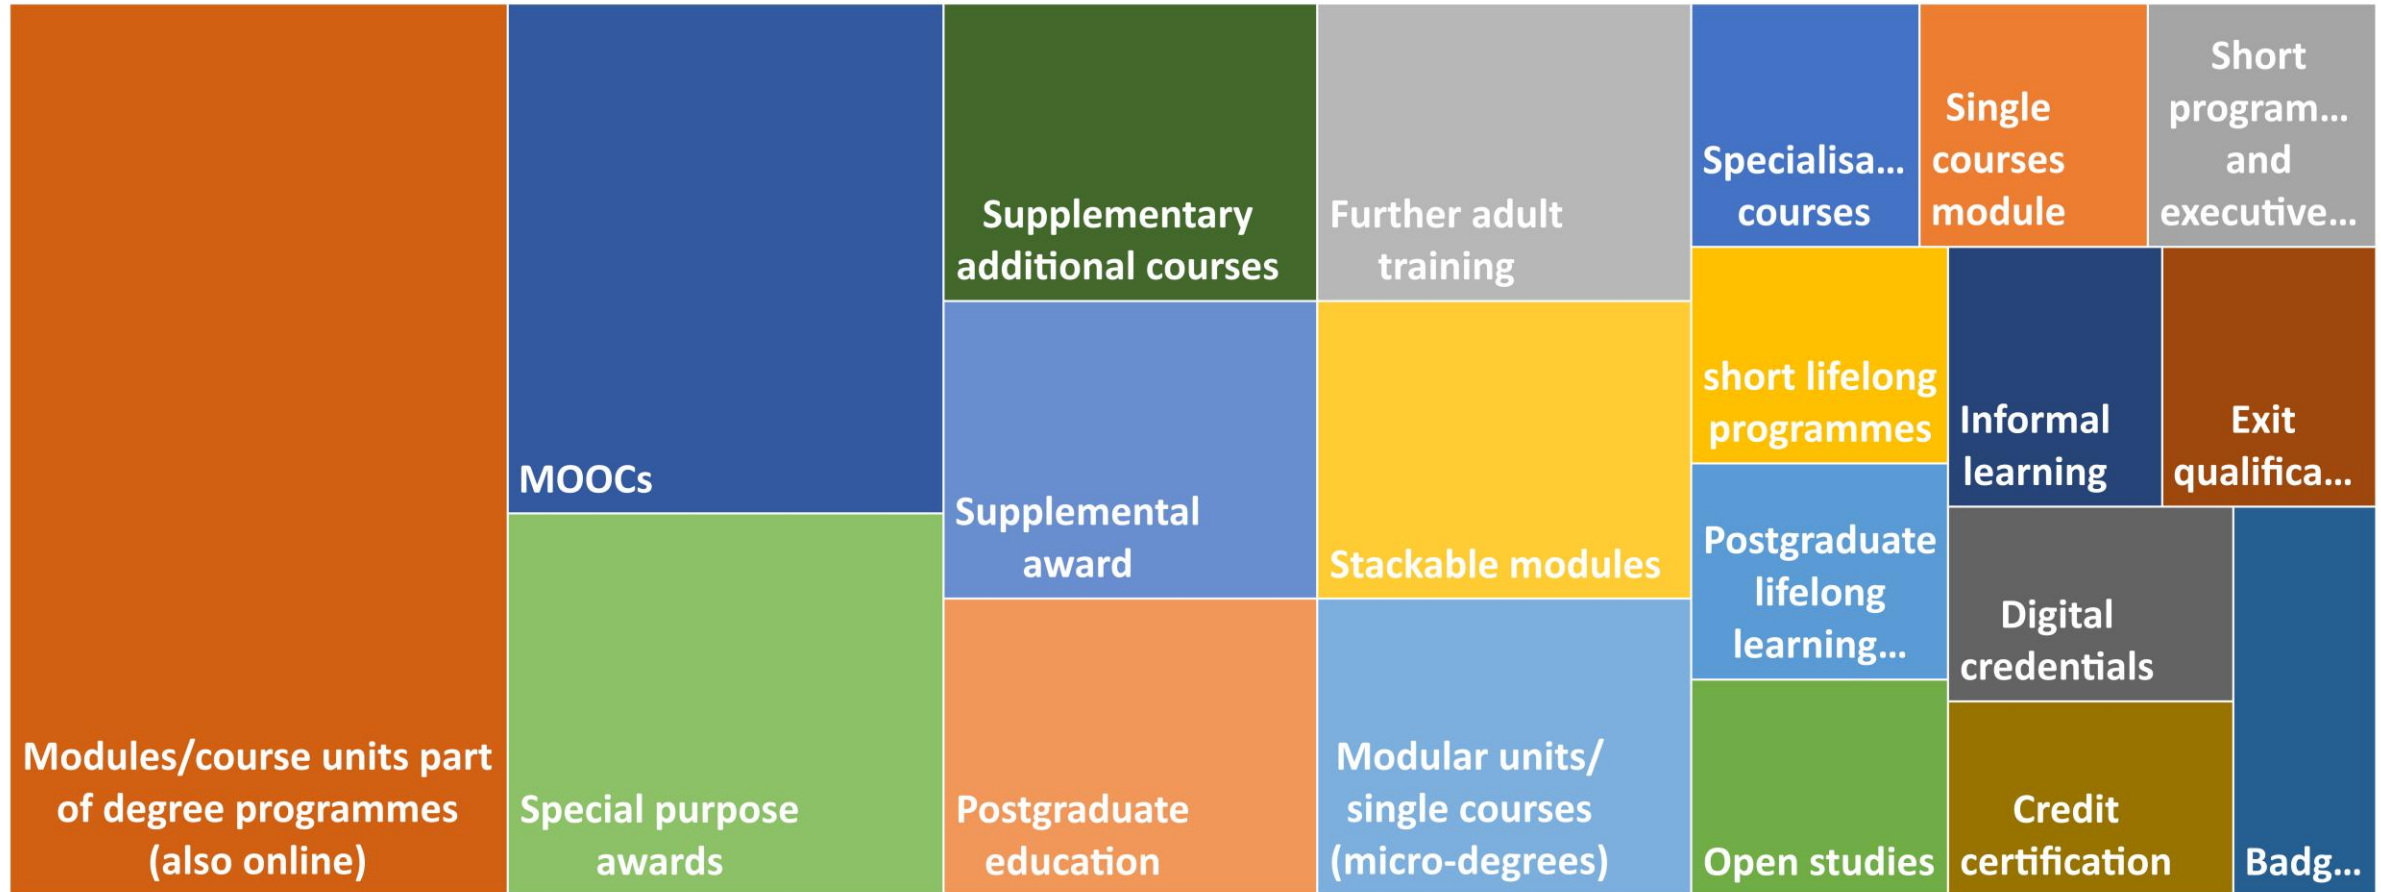 Modules/course units part
of degree programmes
(also online)
MOOCs
Special purpose
awards
Supplementary
additional courses
Supplemental
award
Postgraduate
education
Further adult
training
Stackable modules
Modular units/
single courses
(micro-degrees)
Specialisa...
courses
Single
courses
module
Short
program...
and
executive...
short lifelong
programmes
Postgraduate
lifelong
learning...
Open studies
Informal
learning
Exit
qualifica...
Digital
credentials
Credit
certification
Badg...